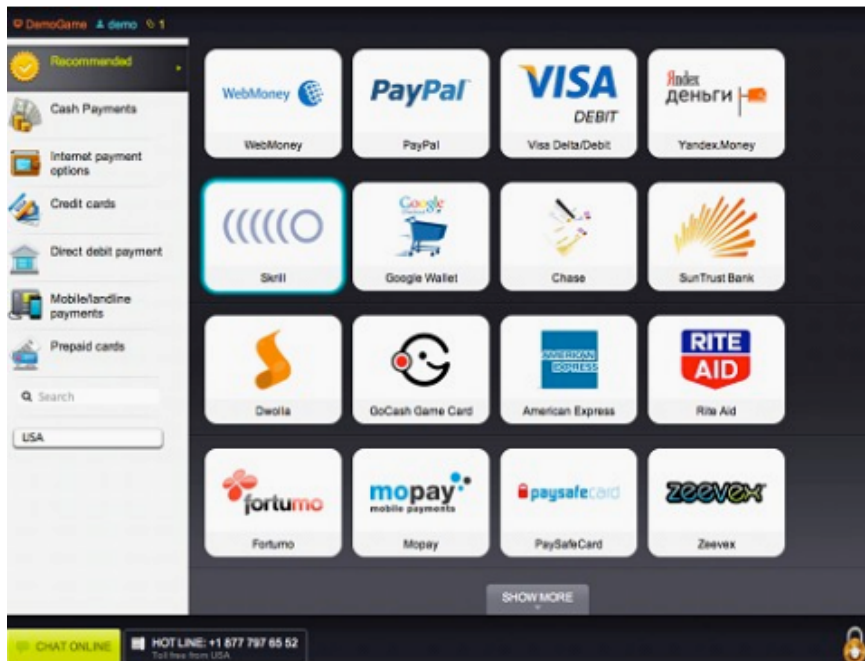 DemoGame demo 1
Recommended
Cash Payments
Internet payment
options
Credit cards
Direct debit payment
Mobile/landline
payments
Prepaid cards
Search
USA
WebMoney
WebMoney
PayPal
PayPal
VISA
DEBIT
Visa Delta/Debit
Яndex
деньги
Yandex.Money
Skrill
Google
Google Wallet
Chase
SunTrust Bank
Dwolla
GoCash Game Card
AMERICAN
EXPRESS
American Express
RITE
AID
Rite Aid
fortumo
Fortumo
mopay
mobile payments
Mopay
paysafecard
PaySafeCard
zeevex
Zeevex
SHOW MORE
CHAT ONLINE
HOT LINE: +1 877 797 65 52
Toll free from USA